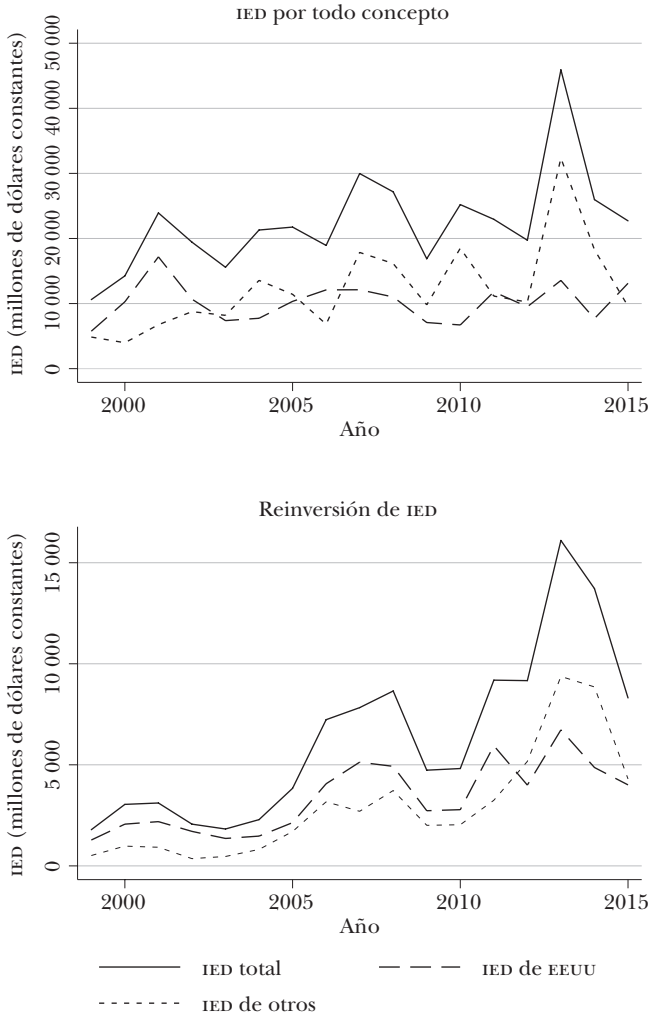 IED por todo concepto
IED (millones de dólares constantes)
50 000
40 000
30 000
20 000
10 000
0
2000 2005 2010 2015
Año
Reinversión de IED
IED (millones de dólares constantes)
15 000
10 000
5 000
0
2000 2005 2010 2015
Año
IED total IED de EEUU
IED de otros